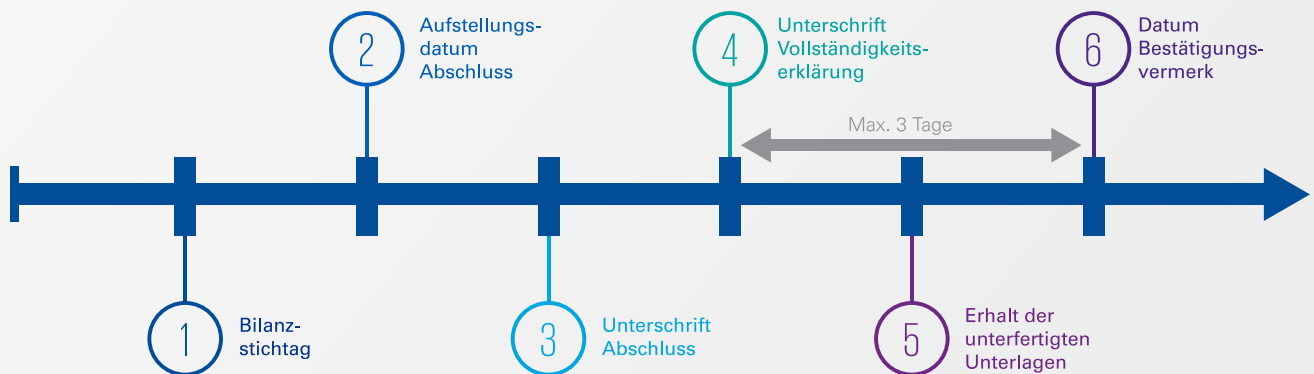 2
Aufstellungs-
datum
Abschluss
4
Unterschrift
Vollständigkeits-
erklärung
6
Datum
Bestätigungs-
vermerk
Max. 3 Tage
1
Bilanz-
stichtag
3
Unterschrift
Abschluss
5
Erhalt der
unterfertigten
Unterlagen